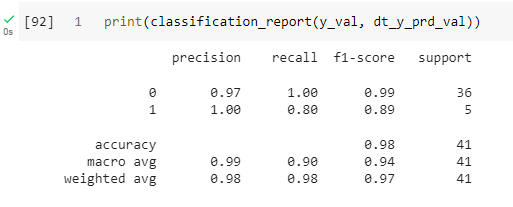 [92] 1 print(classification_report(y_val, dt_y_prd_val))
0s
precision recall f1-score support
0 0.97 1.00 0.99 36
1 1.00 0.80 0.89 5
accuracy 0.98 41
macro avg 0.99 0.90 0.94 41
weighted avg 0.98 0.98 0.97 41